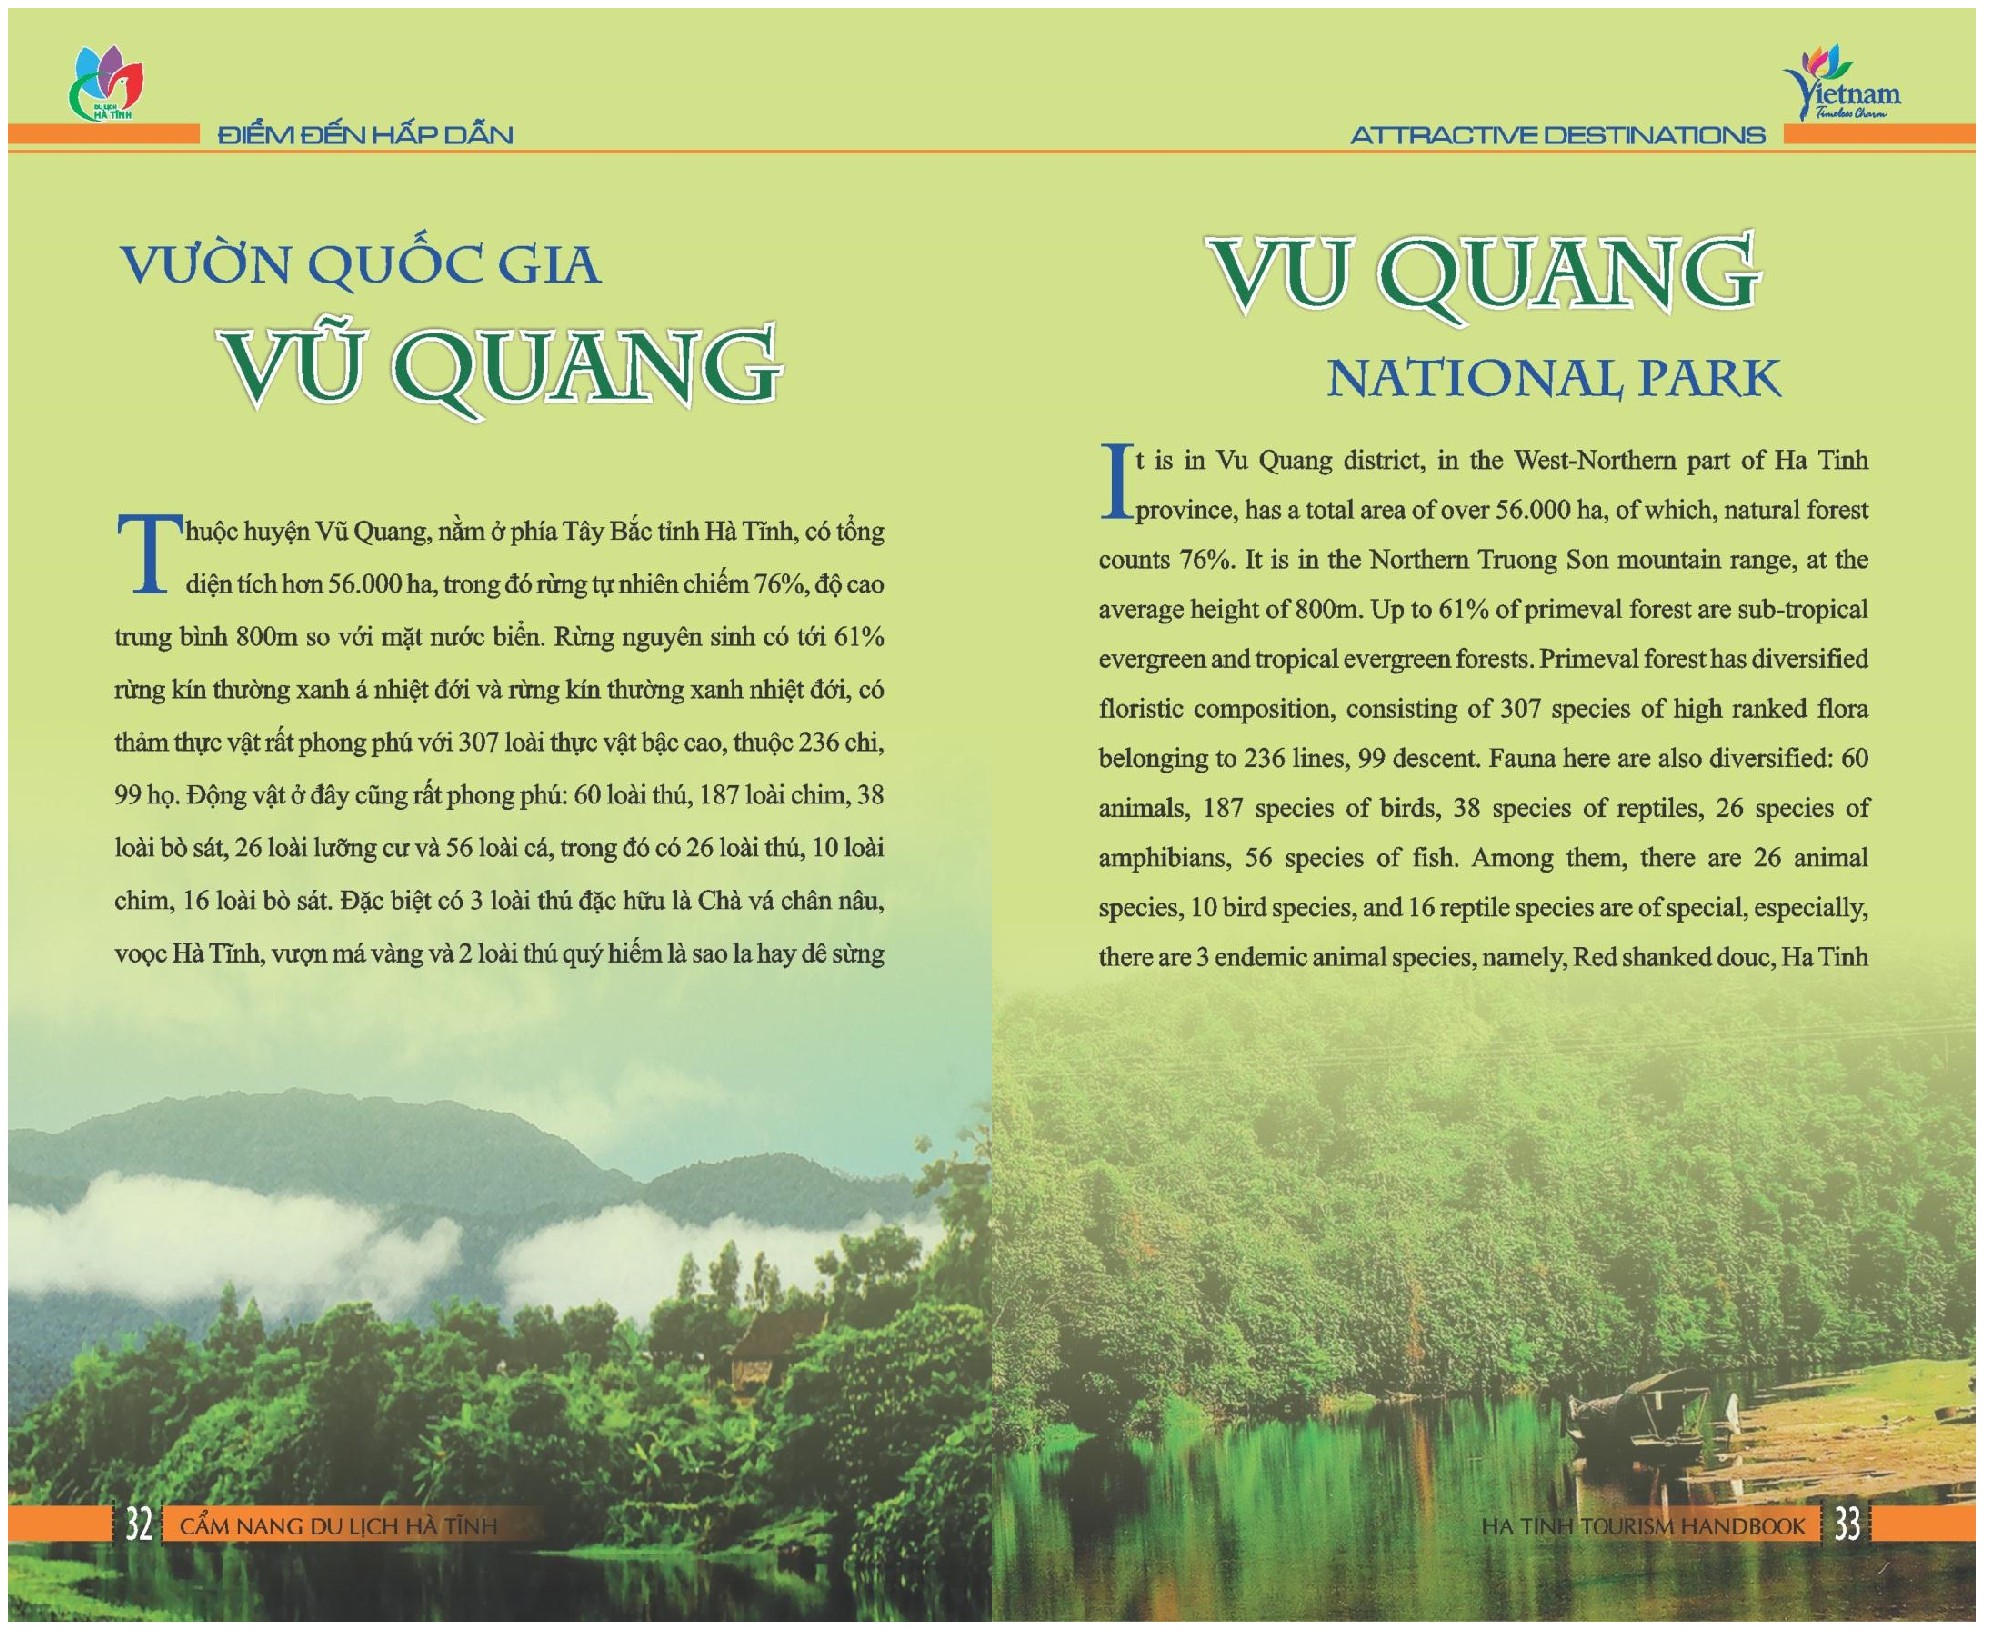 DU LỊCH
HÀ TĨNH
ĐIỂM ĐẾN HẤP DẪN
VƯỜN QUỐC GIA
VŨ QUANG
Thuộc huyện Vũ Quang, nằm ở phía Tây Bắc tỉnh Hà Tĩnh, có tổng
diện tích hơn 56.000 ha, trong đó rừng tự nhiên chiếm 76%, độ cao
trung bình 800m so với mặt nước biển. Rừng nguyên sinh có tới 61%
rừng kín thường xanh á nhiệt đới và rừng kín thường xanh nhiệt đới, có
thảm thực vật rất phong phú với 307 loài thực vật bậc cao, thuộc 236 chi,
99 họ. Động vật ở đây cũng rất phong phú: 60 loài thú, 187 loài chim, 38
loài bò sát, 26 loài lưỡng cư và 56 loài cá, trong đó có 26 loài thú, 10 loài
chim, 16 loài bò sát. Đặc biệt có 3 loài thú đặc hữu là Chà vá chân nâu,
voọc Hà Tĩnh, vượn má vàng và 2 loài thú quý hiếm là sao la hay dê sừng
32 CẨM NANG DU LỊCH HÀ TĨNH
Vietnam
Timeless Charm
ATTRACTIVE DESTINATIONS
VU QUANG
NATIONAL PARK
It is in Vu Quang district, in the West-Northern part of Ha Tinh
province, has a total area of over 56.000 ha, of which, natural forest
counts 76%. It is in the Northern Truong Son mountain range, at the
average height of 800m. Up to 61% of primeval forest are sub-tropical
evergreen and tropical evergreen forests. Primeval forest has diversified
floristic composition, consisting of 307 species of high ranked flora
belonging to 236 lines, 99 descent. Fauna here are also diversified: 60
animals, 187 species of birds, 38 species of reptiles, 26 species of
amphibians, 56 species of fish. Among them, there are 26 animal
species, 10 bird species, and 16 reptile species are of special, especially,
there are 3 endemic animal species, namely, Red shanked douc, Ha Tinh
HA TINH TOURISM HANDBOOK 33